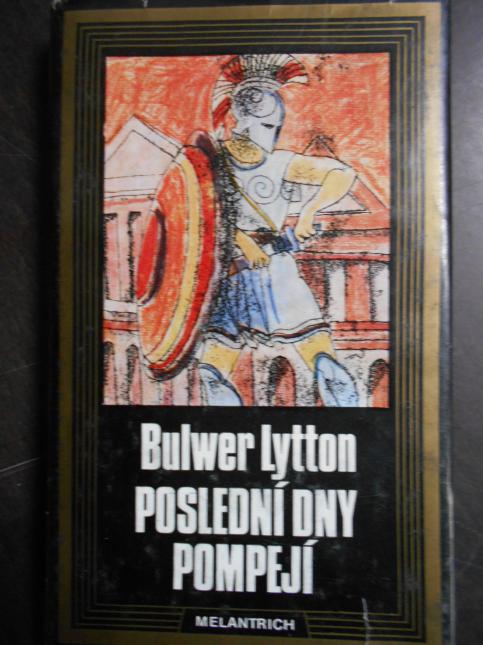 Bulwer Lytton
POSLEDNÍ DNY
POMPEJÍ
MELANTRICH